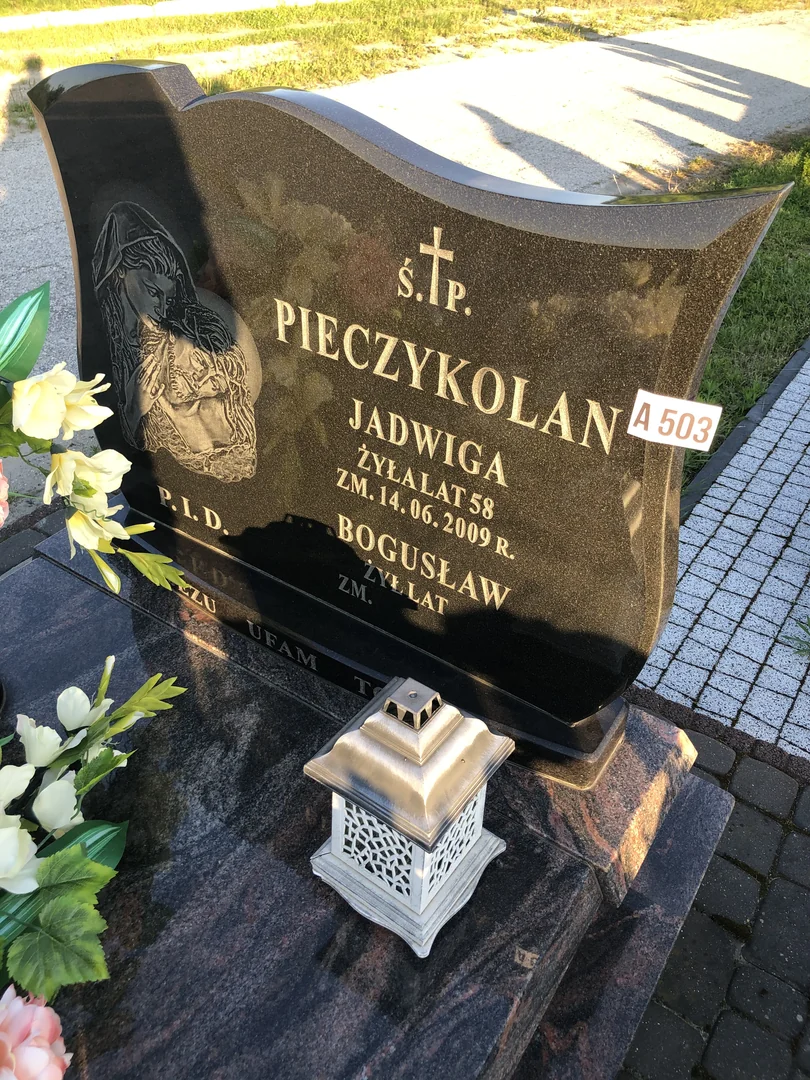 Ś.P.
PIECZYKOLAN
A 503
JADWIGA
ŻYŁA LAT 58
ZM. 14.06.2009 R.
P.I.D.
BOGUSŁAW
ŻYŁ LAT
ZM.
UFAM